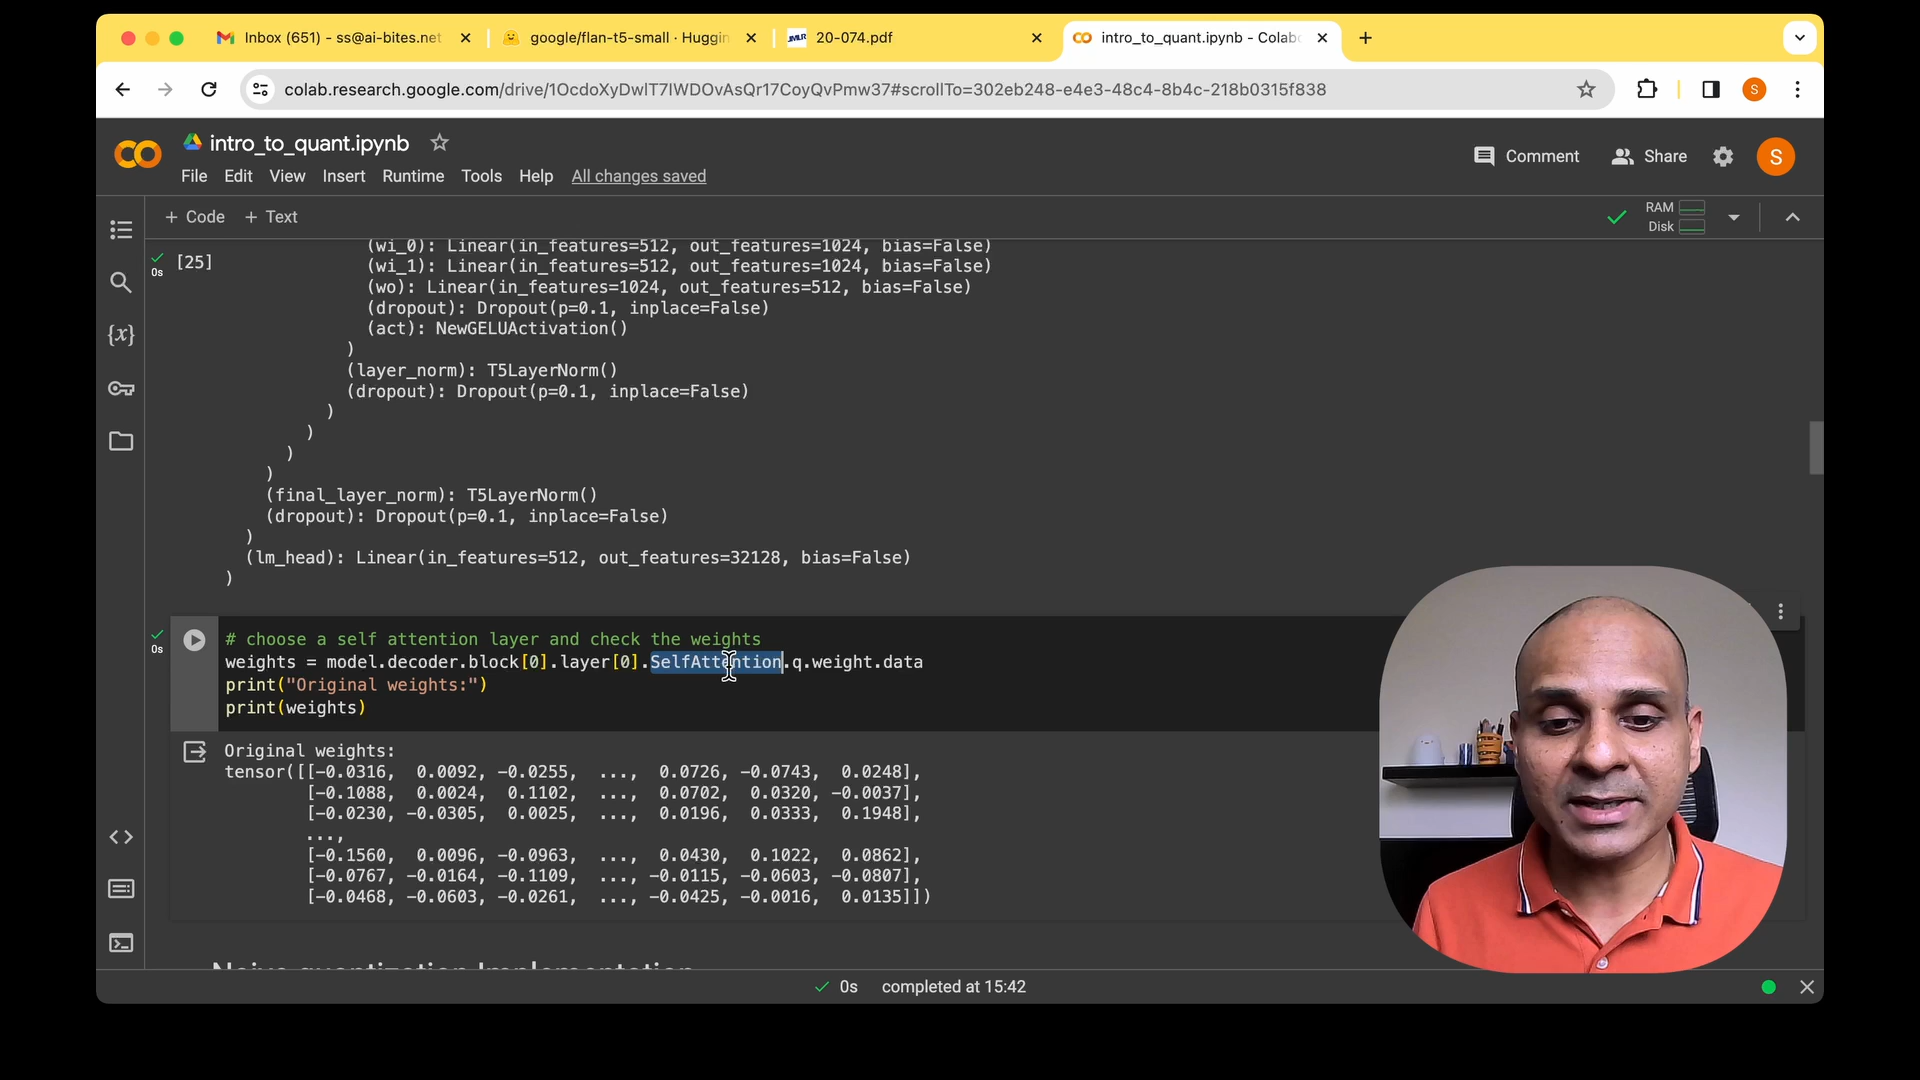 Inbox (651) - ss@ai-bites.net
google/flan-t5-small · Huggin
JMLR
20-074.pdf
intro_to_quant.ipynb - Colab
colab.research.google.com/drive/1OcdoXyDwlT7lWDOvAsQr17CoyQvPmw37#scrollTo=302eb248-e4e3-48c4-8b4c-218b0315f838
S
intro_to_quant.ipynb
Comment
Share
S
File Edit View Insert Runtime Tools Help All changes saved
+ Code + Text
RAM
Disk
(wi_0): Linear(in_features=512, out_features=1024, bias=False)
0s [25]
(wi_1): Linear(in_features=512, out_features=1024, bias=False)
(wo): Linear(in_features=1024, out_features=512, bias=False)
(dropout): Dropout(p=0.1, inplace=False)
(act): NewGELUActivation()
)
(layer_norm): T5LayerNorm()
(dropout): Dropout(p=0.1, inplace=False)
)
)
)
)
(final_layer_norm): T5LayerNorm()
(dropout): Dropout(p=0.1, inplace=False)
)
(lm_head): Linear(in_features=512, out_features=32128, bias=False)
)
0s
# choose a self attention layer and check the weights
weights = model.decoder.block[0].layer[0].SelfAttention.q.weight.data
print("Original weights:")
print(weights)
Original weights:
tensor([[-0.0316, 0.0092, -0.0255, ..., 0.0726, -0.0743, 0.0248],
[-0.1088, 0.0024, 0.1102, ..., 0.0702, 0.0320, -0.0037],
[-0.0230, -0.0305, 0.0025, ..., 0.0196, 0.0333, 0.1948],
...,
[-0.1560, 0.0096, -0.0963, ..., 0.0430, 0.1022, 0.0862],
[-0.0767, -0.0164, -0.1109, ..., -0.0115, -0.0603, -0.0807],
[-0.0468, -0.0603, -0.0261, ..., -0.0425, -0.0016, 0.0135]])
Naive quantization Implementation
0s completed at 15:42